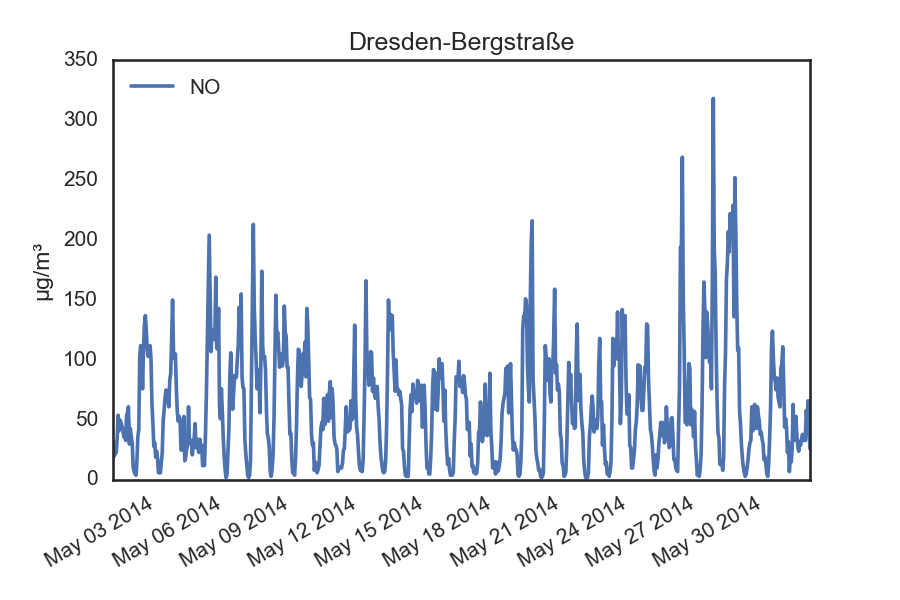 Dresden-Bergstraße
350
300
250
200
150
100
50
0
µg/m³
NO
May 03 2014
May 06 2014
May 09 2014
May 12 2014
May 15 2014
May 18 2014
May 21 2014
May 24 2014
May 27 2014
May 30 2014